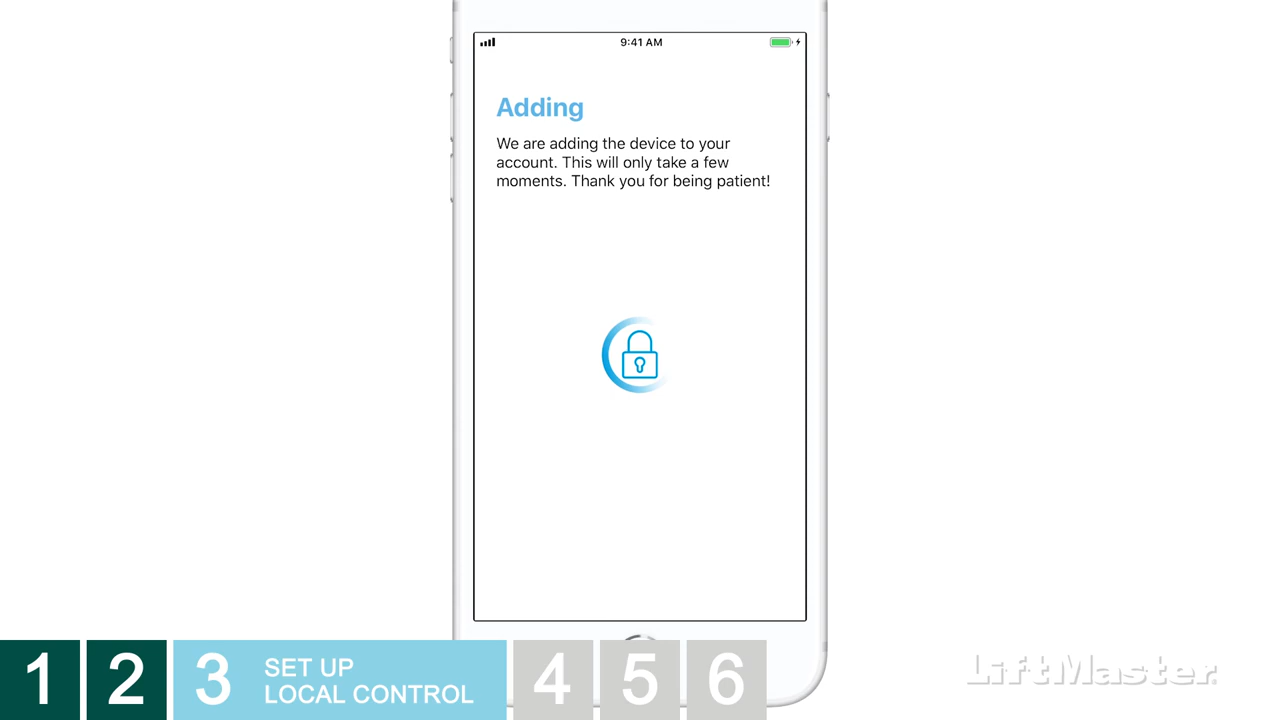 9:41 AM
Adding
We are adding the device to your
account. This will only take a few
moments. Thank you for being patient!
1 2 3 SET UP
LOCAL CONTROL
4 5 6
LiftMaster